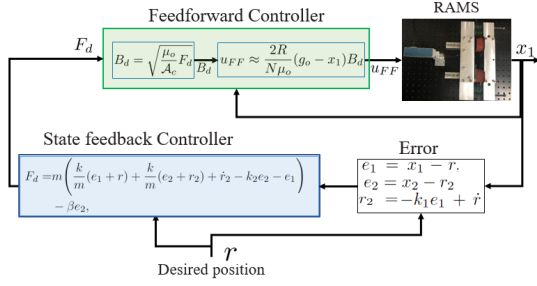 Feedforward Controller
RAMS
F_d
B_d = \sqrt{\frac{\mu_o}{\mathcal{A}_c} F_d}
B_d
u_{FF} \approx \frac{2R}{N\mu_o}(g_o - x_1)B_d
u_{FF}
x_1
State feedback Controller
Error
F_d = m\left(\frac{k}{m}(e_1 + r) + \frac{k}{m}(e_2 + r_2) + \dot{r}_2 - k_2 e_2 - e_1\right)
- \beta e_2,
e_1 = x_1 - r.
e_2 = x_2 - r_2
r_2 = -k_1 e_1 + \dot{r}
r
Desired position